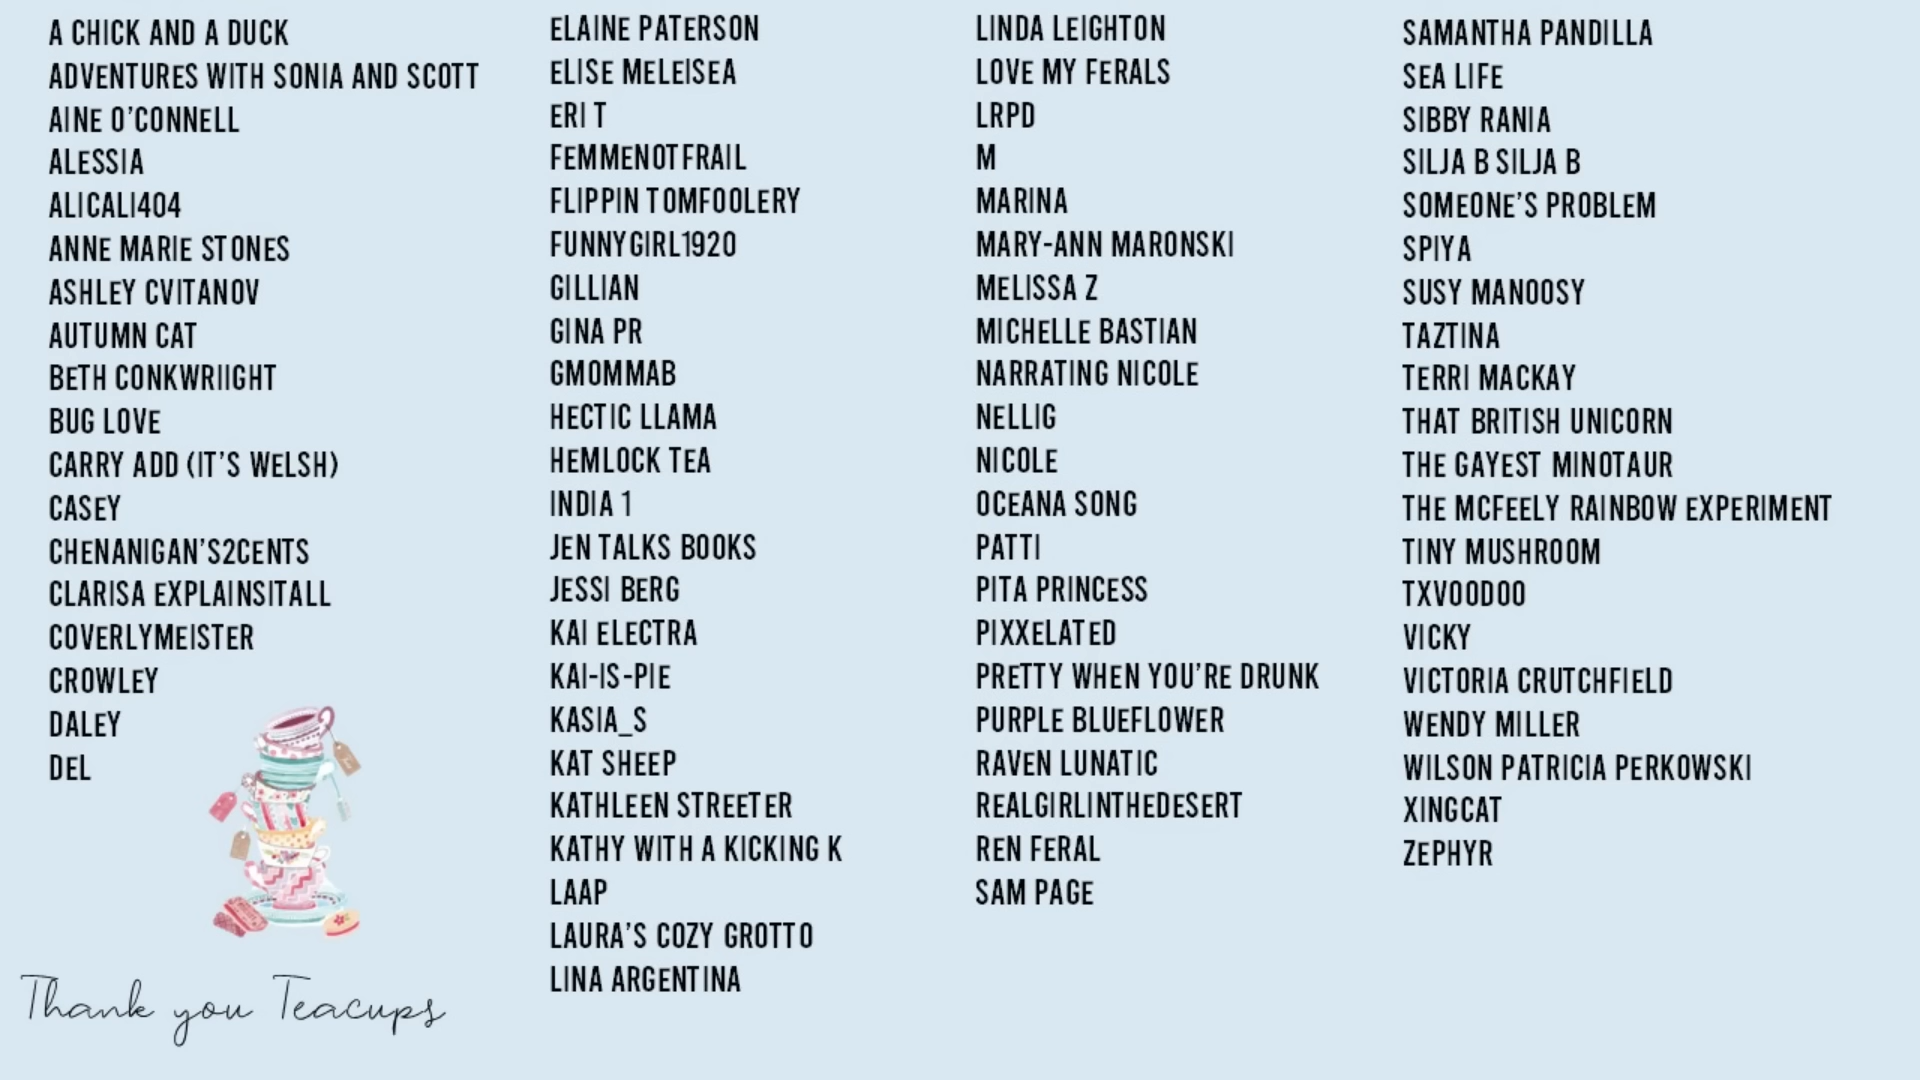 A CHICK AND A DUCK
ADVENTURES WITH SONIA AND SCOTT
AINE O'CONNELL
ALESSIA
ALICALI404
ANNE MARIE STONES
ASHLEY CVITANOV
AUTUMN CAT
BETH CONKWRIIGHT
BUG LOVE
CARRY ADD (IT'S WELSH)
CASEY
CHENANIGAN'S2CENTS
CLARISA EXPLAINSITALL
COVERLYMEISTER
CROWLEY
DALEY
DEL
Thank you Teacups
ELAINE PATERSON
ELISE MELEISEA
ERI T
FEMMENOTFRAIL
FLIPPIN TOMFOOLERY
FUNNYGIRL1920
GILLIAN
GINA PR
GMOMMAB
HECTIC LLAMA
HEMLOCK TEA
INDIA 1
JEN TALKS BOOKS
JESSI BERG
KAI ELECTRA
KAI-IS-PIE
KASIA_S
KAT SHEEP
KATHLEEN STREETER
KATHY WITH A KICKING K
LAAP
LAURA'S COZY GROTTO
LINA ARGENTINA
LINDA LEIGHTON
LOVE MY FERALS
LRPD
M
MARINA
MARY-ANN MARONSKI
MELISSA Z
MICHELLE BASTIAN
NARRATING NICOLE
NELLIG
NICOLE
OCEANA SONG
PATTI
PITA PRINCESS
PIXXELATED
PRETTY WHEN YOU'RE DRUNK
PURPLE BLUEFLOWER
RAVEN LUNATIC
REALGIRLINTHEDESERT
REN FERAL
SAM PAGE
SAMANTHA PANDILLA
SEA LIFE
SIBBY RANIA
SILJA B SILJA B
SOMEONE'S PROBLEM
SPIYA
SUSY MANOOSY
TAZTINA
TERRI MACKAY
THAT BRITISH UNICORN
THE GAYEST MINOTAUR
THE MCFEELY RAINBOW EXPERIMENT
TINY MUSHROOM
TXVOODOO
VICKY
VICTORIA CRUTCHFIELD
WENDY MILLER
WILSON PATRICIA PERKOWSKI
XINGCAT
ZEPHYR